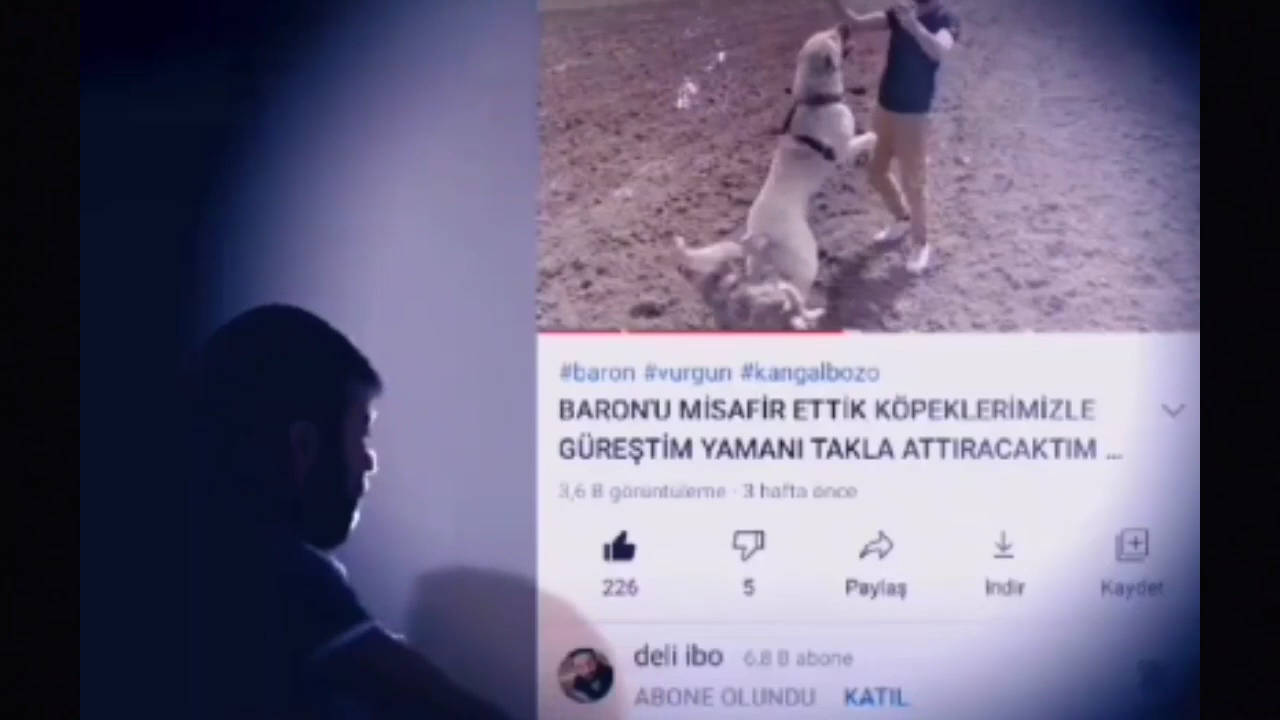 #baron #vurgun #kangalbozo
BARON'U MİSAFİR ETTİK KÖPEKLERİMİZLE
GÜREŞTİM YAMANI TAKLA ATTIRACAKTIM ...
3,6 B görüntüleme · 3 hafta önce
226
5
Paylaş
İndir
Kaydet
deli ibo 6.8 B abone
ABONE OLUNDU KATIL